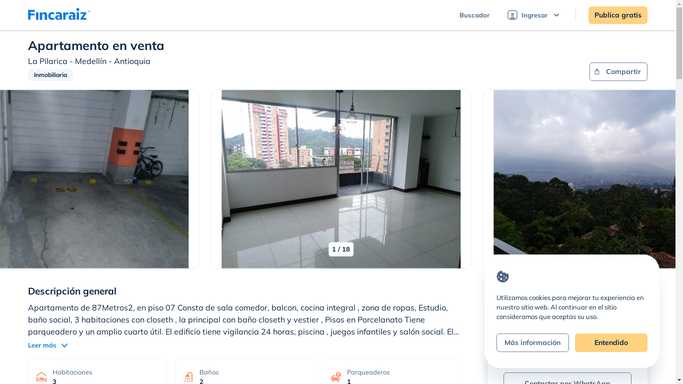 Fincaraiz
Buscador
Ingresar
Publica gratis
Apartamento en venta
La Pilarica - Medellín - Antioquia
Inmobiliaria
Compartir
1 / 18
Descripción general
Apartamento de 87Metros2, en piso 07 Consta de sala comedor, balcon, cocina integral , zona de ropas, Estudio,
baño social, 3 habitaciones con closeth , la principal con baño closeth y vestier , Pisos en Porcelanato Tiene
parqueadero y un amplio cuarto útil. El edificio tiene vigilancia 24 horas, piscina , juegos infantiles y salón social. El...
Leer más
Habitaciones
3
Baños
2
Parqueaderos
1
Utilizamos cookies para mejorar tu experiencia en
nuestro sitio web. Al continuar en el sitio
consideramos que aceptas su uso.
Más información
Entendido
Contactar por WhatsApp